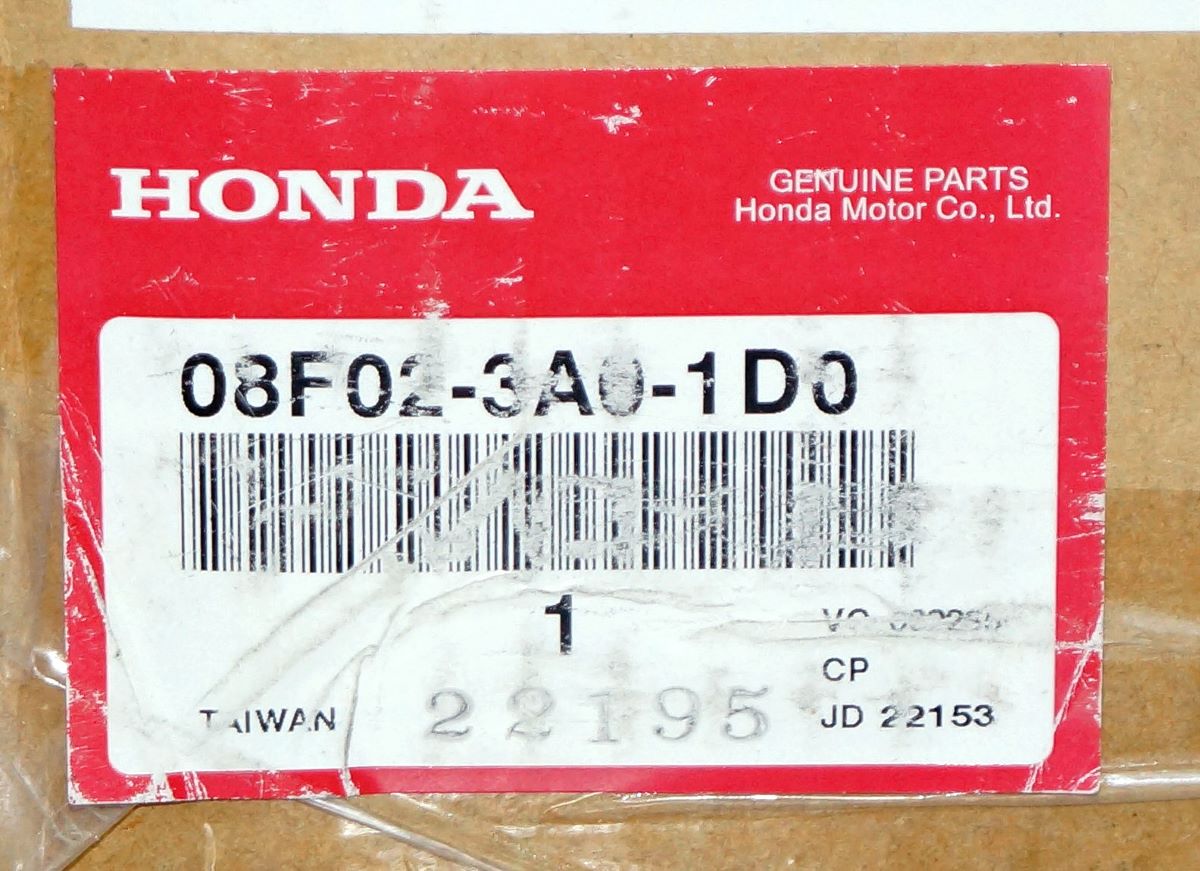 HONDA
GENUINE PARTS
Honda Motor Co., Ltd.
08F02-3A0-1D0
1
CP
TAIWAN
22195
JD 22153